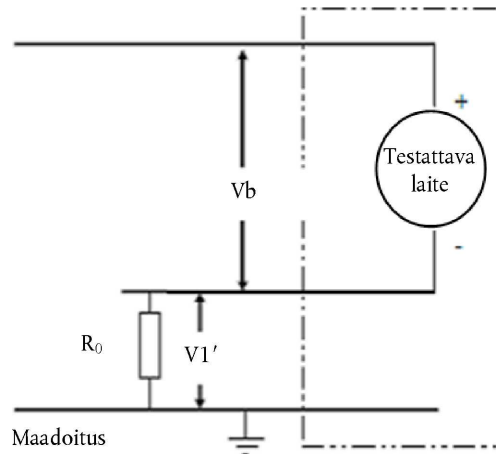 +
Testattava
laite
Vb
-
R₀
V1′
Maadoitus